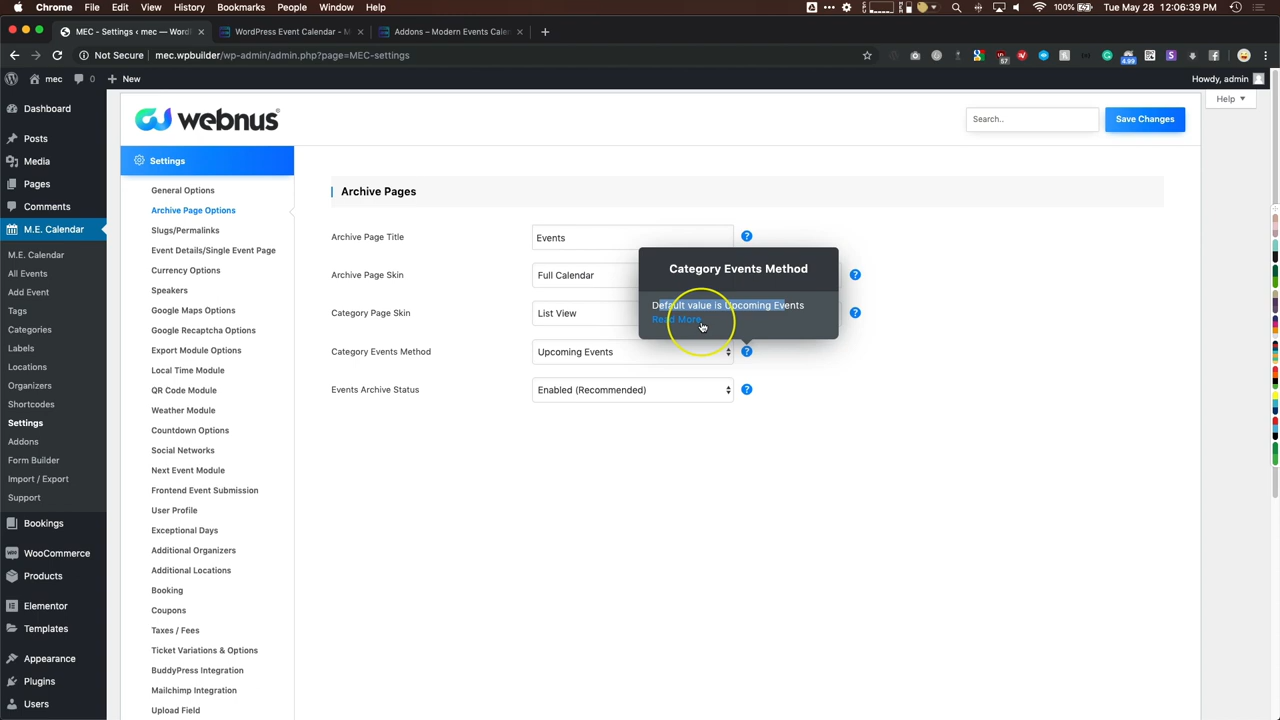 Chrome File Edit View History Bookmarks People Window Help 100% Tue May 28 12:06:39 PM
MEC - Settings ‹ mec — WordP × WordPress Event Calendar - M × Addons – Modern Events Cale × +
Not Secure mec.wpbuilder/wp-admin/admin.php?page=MEC-settings 57 4.99
mec 0 + New Howdy, admin
Help ▼
webnus
Search..
Save Changes
Dashboard
Posts
Media
Pages
Comments
M.E. Calendar
M.E. Calendar
All Events
Add Event
Tags
Categories
Labels
Locations
Organizers
Shortcodes
Settings
Addons
Form Builder
Import / Export
Support
Bookings
WooCommerce
Products
Elementor
Templates
Appearance
Plugins
Users
Settings
General Options
Archive Page Options
Slugs/Permalinks
Event Details/Single Event Page
Currency Options
Speakers
Google Maps Options
Google Recaptcha Options
Export Module Options
Local Time Module
QR Code Module
Weather Module
Countdown Options
Social Networks
Next Event Module
Frontend Event Submission
User Profile
Exceptional Days
Additional Organizers
Additional Locations
Booking
Coupons
Taxes / Fees
Ticket Variations & Options
BuddyPress Integration
Mailchimp Integration
Upload Field
Archive Pages
Archive Page Title Events ?
Archive Page Skin Full Calendar ?
Category Page Skin List View ?
Category Events Method Upcoming Events ?
Events Archive Status Enabled (Recommended) ?
Category Events Method
Default value is Upcoming Events
Read More